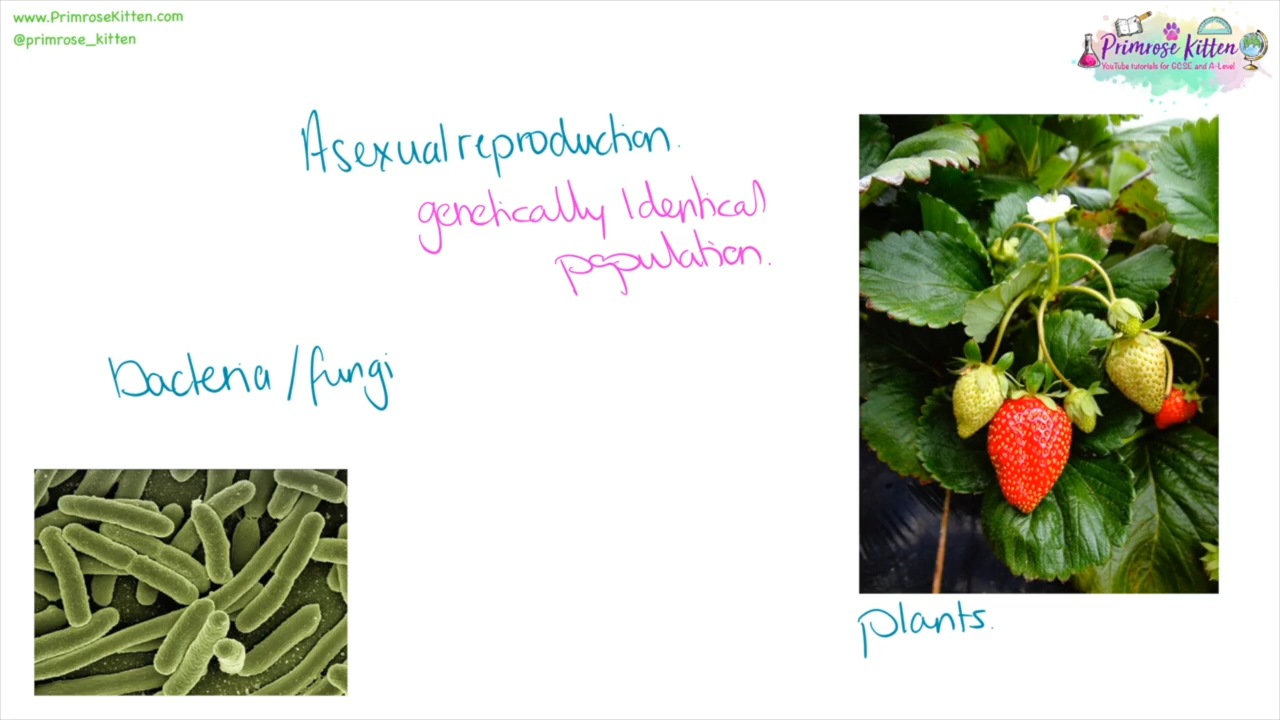 www.PrimroseKitten.com
@primrose_kitten
Primrose Kitten
YouTube tutorials for GCSE and A-Level
Asexual reproduction.
genetically Identical
population.
bacteria / fungi
plants.